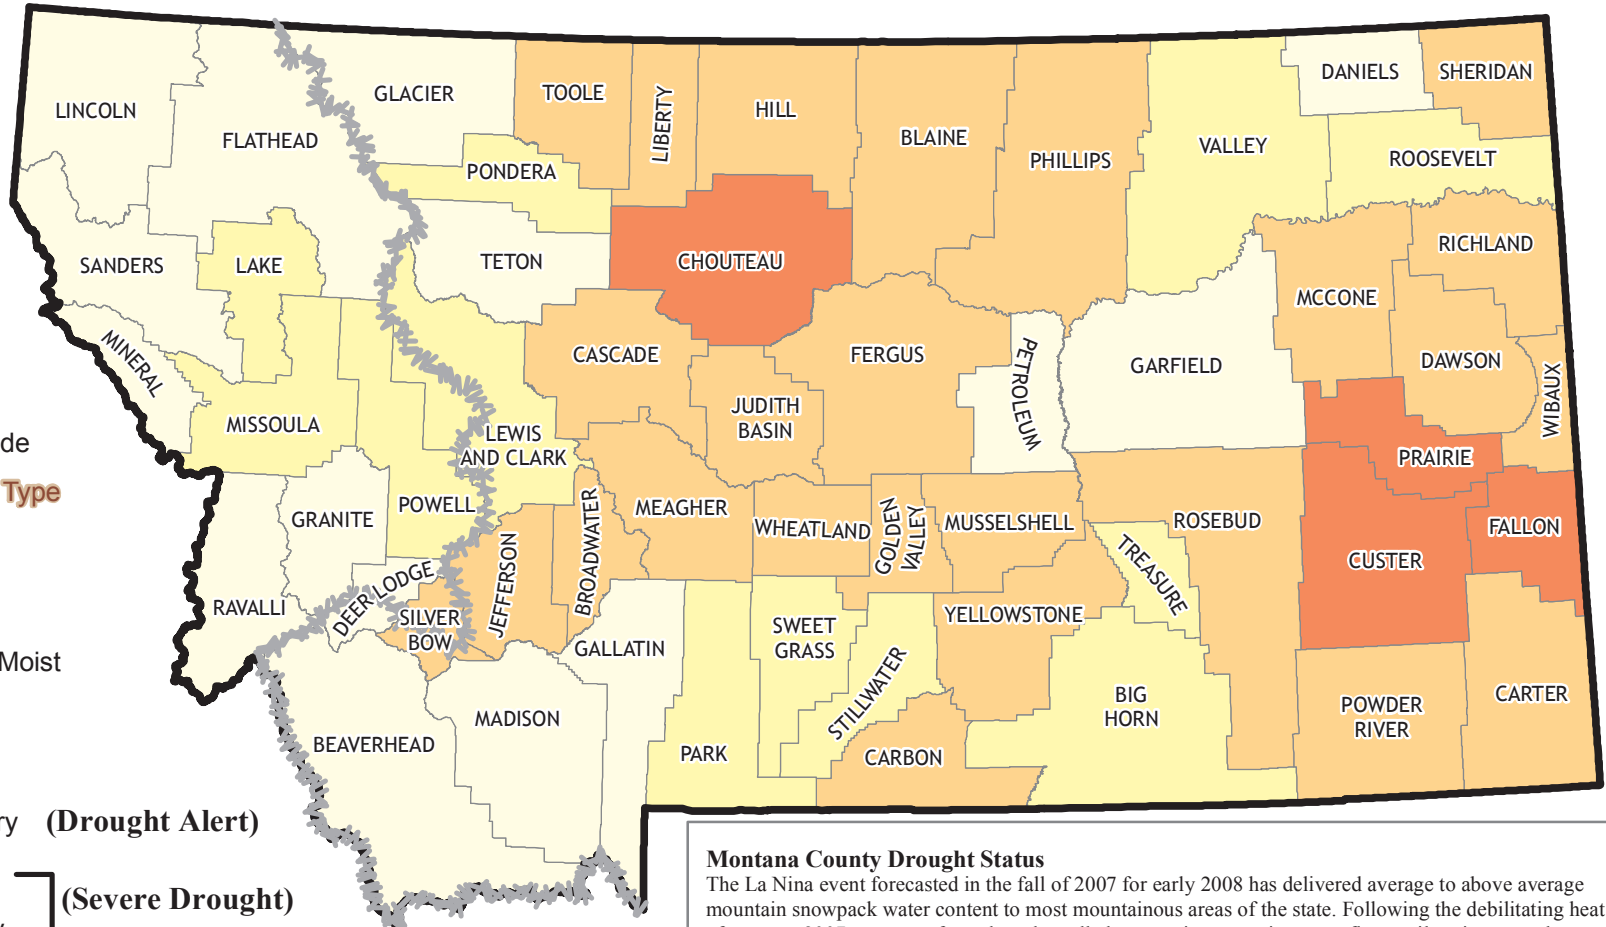 LINCOLN
FLATHEAD
GLACIER
TOOLE
LIBERTY
HILL
BLAINE
PHILLIPS
VALLEY
DANIELS
SHERIDAN
ROOSEVELT
PONDERA
SANDERS
LAKE
TETON
CHOUTEAU
RICHLAND
MCCONE
MINERAL
CASCADE
FERGUS
PETROLEUM
GARFIELD
DAWSON
WIBAUX
MISSOULA
LEWIS
AND CLARK
JUDITH
BASIN
PRAIRIE
de
Type
GRANITE
POWELL
MEAGHER
WHEATLAND
GOLDEN
VALLEY
MUSSELSHELL
ROSEBUD
FALLON
CUSTER
TREASURE
JEFFERSON
BROADWATER
DEER LODGE
RAVALLI
SILVER
BOW
GALLATIN
SWEET
GRASS
YELLOWSTONE
STILLWATER
Moist
BIG
HORN
POWDER
RIVER
CARTER
BEAVERHEAD
MADISON
PARK
CARBON
ry (Drought Alert)
(Severe Drought)
Montana County Drought Status
The La Nina event forecasted in the fall of 2007 for early 2008 has delivered average to above average
mountain snowpack water content to most mountainous areas of the state. Following the debilitating heat